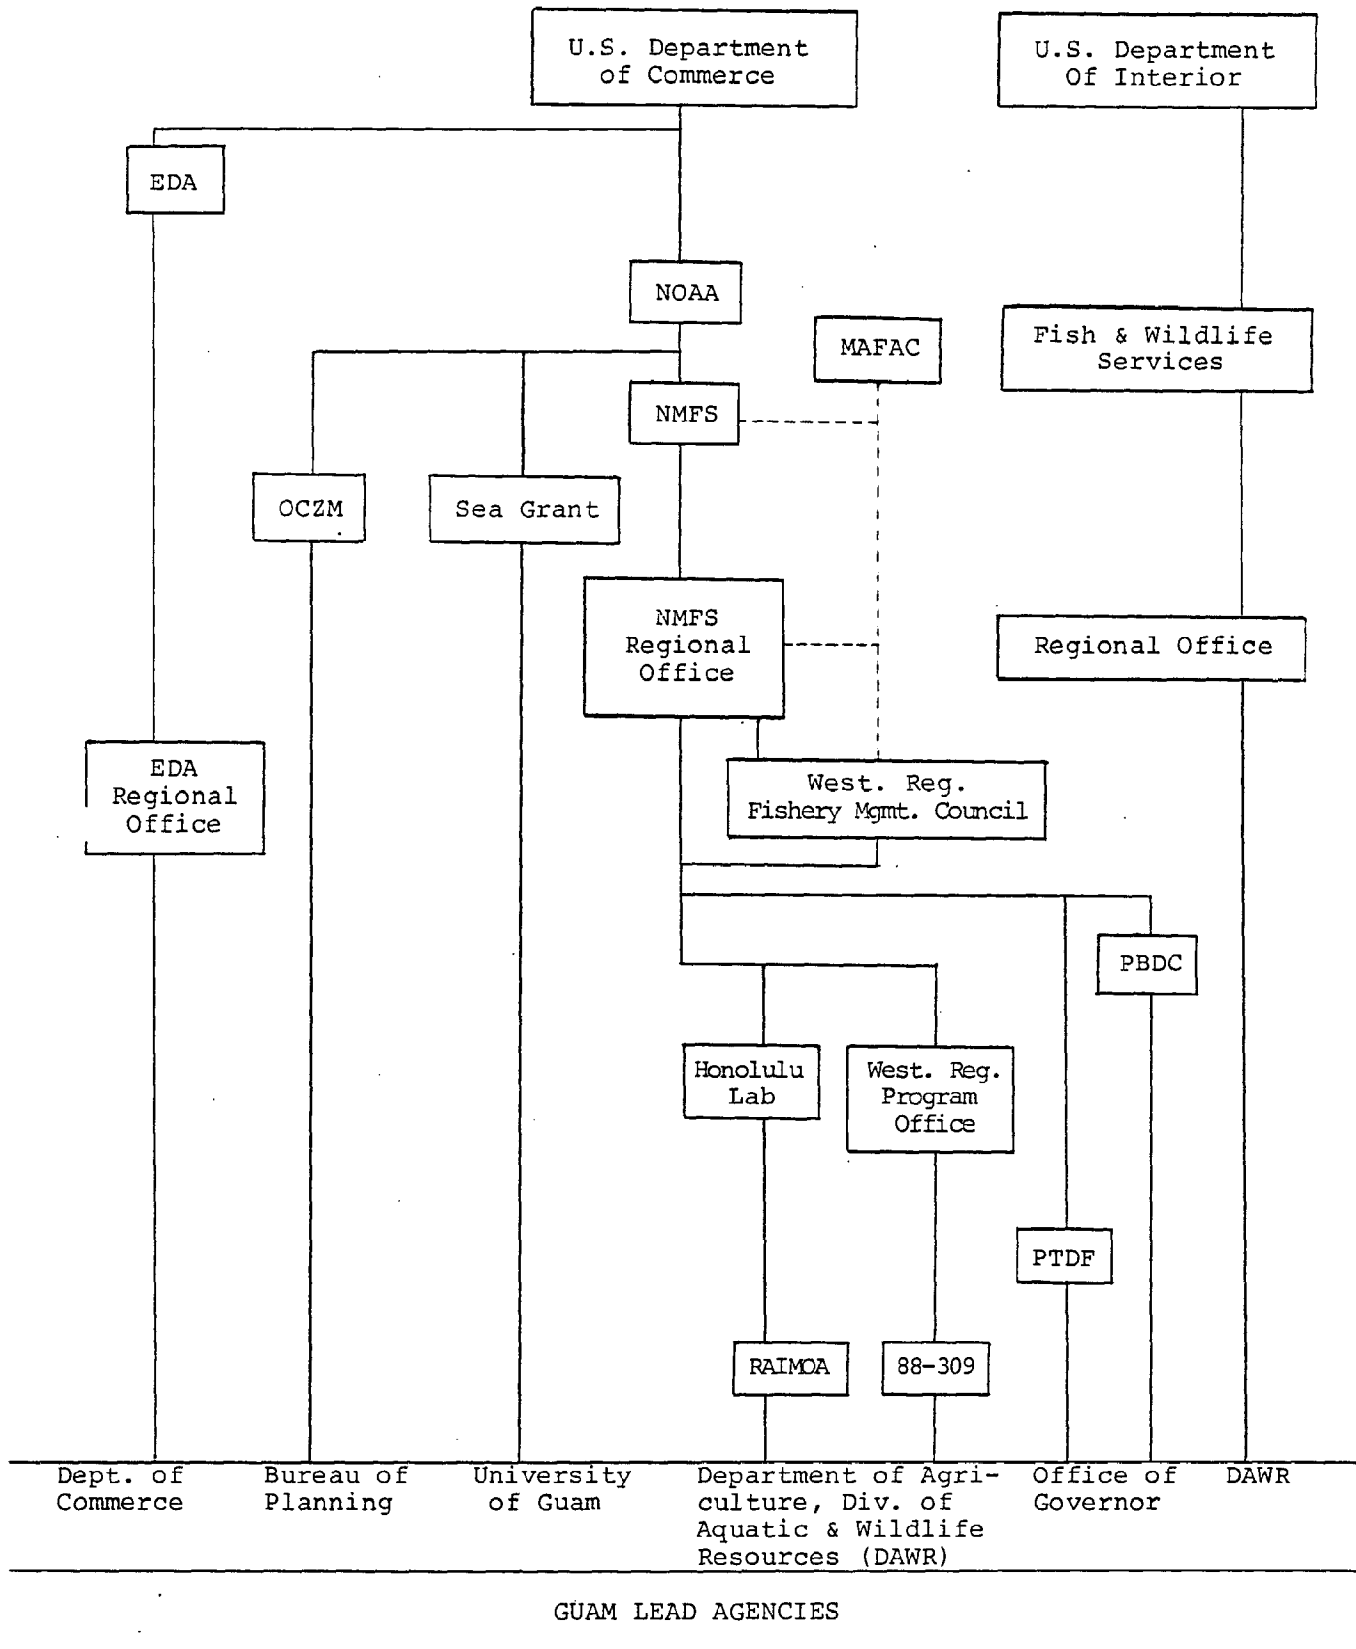 U.S. Department
of Commerce
U.S. Department
Of Interior
EDA
NOAA
MAFAC
Fish & Wildlife
Services
NMFS
OCZM
Sea Grant
NMFS
Regional
Office
Regional Office
EDA
Regional
Office
West. Reg.
Fishery Mgmt. Council
PBDC
Honolulu
Lab
West. Reg.
Program
Office
PTDF
RAIMOA
88-309
Dept. of
Commerce
Bureau of
Planning
University
of Guam
Department of Agri-
culture, Div. of
Aquatic & Wildlife
Resources (DAWR)
Office of
Governor
DAWR
GUAM LEAD AGENCIES